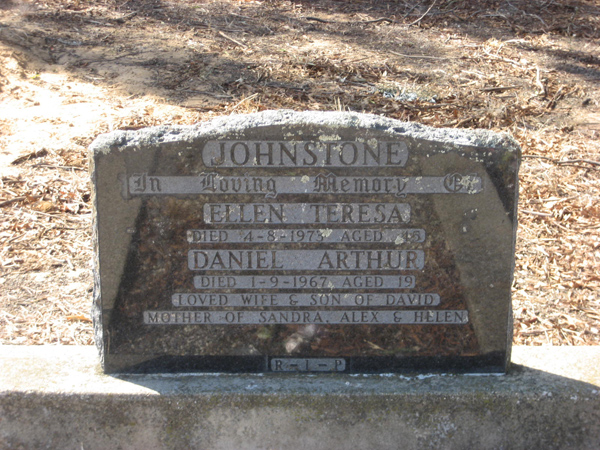 JOHNSTONE
In Loving Memory Of
ELLEN TERESA
DIED 4-8-1973 AGED
DANIEL ARTHUR
DIED 1-9-1967 AGED 19
LOVED WIFE & SON OF DAVID
MOTHER OF SANDRA, ALEX & HELEN
R-I-P